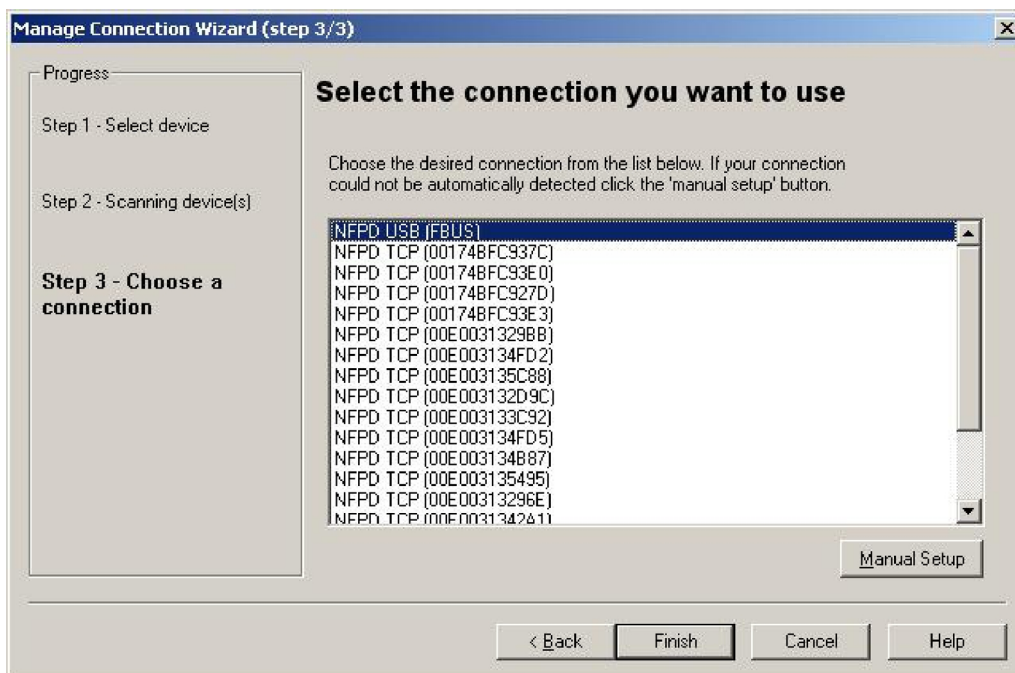 Manage Connection Wizard (step 3/3)
Progress
Step 1 - Select device
Step 2 - Scanning device(s)
Step 3 - Choose a
connection
Select the connection you want to use
Choose the desired connection from the list below. If your connection
could not be automatically detected click the 'manual setup' button.
NFPD USB (FBUS)
NFPD TCP (00174BFC937C)
NFPD TCP (00174BFC93E0)
NFPD TCP (00174BFC927D)
NFPD TCP (00174BFC93E3)
NFPD TCP (00E0031329BB)
NFPD TCP (00E003134FD2)
NFPD TCP (00E003135C88)
NFPD TCP (00E003132D9C)
NFPD TCP (00E003133C92)
NFPD TCP (00E003134FD5)
NFPD TCP (00E003134B87)
NFPD TCP (00E003135495)
NFPD TCP (00E00313296E)
NFPD TCP (00E0031342A1)
Manual Setup
< Back
Finish
Cancel
Help